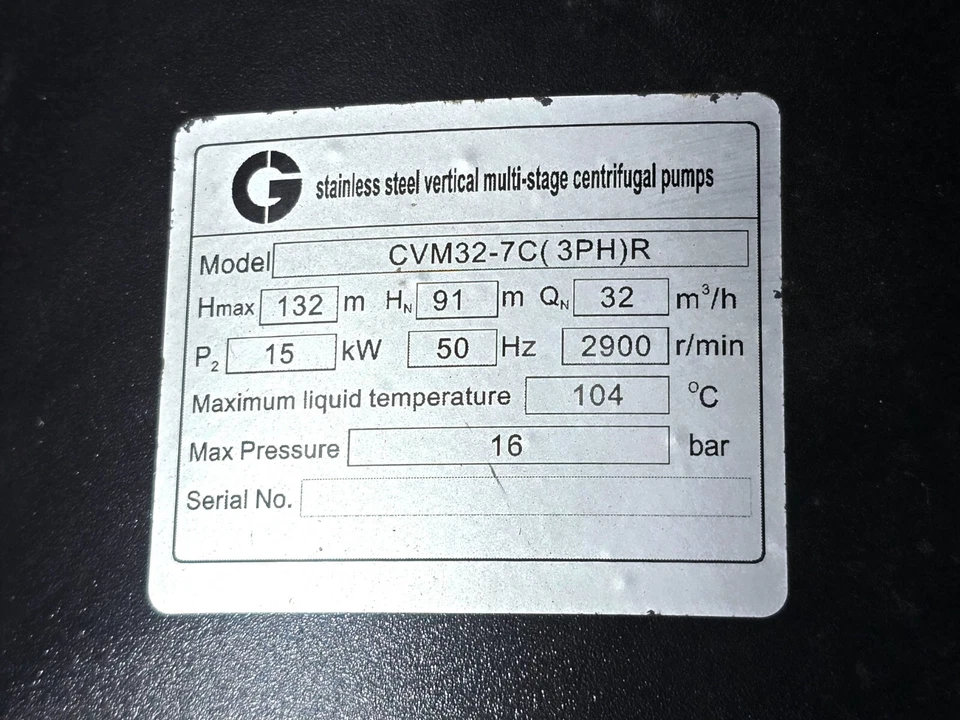 G stainless steel vertical multi-stage centrifugal pumps
Model CVM32-7C(3PH)R
Hmax 132 m HN 91 m QN 32 m³/h
P2 15 kW 50 Hz 2900 r/min
Maximum liquid temperature 104 °C
Max Pressure 16 bar
Serial No.